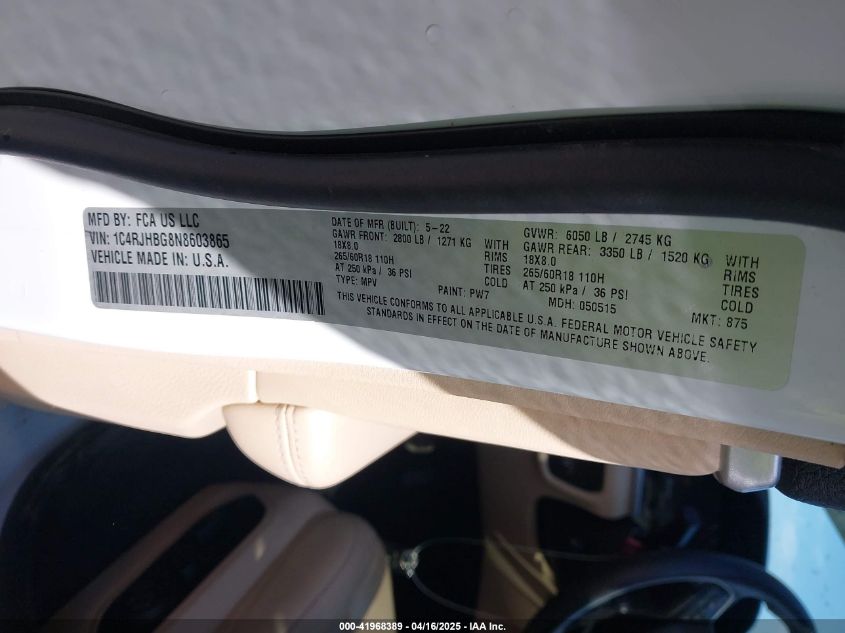 MFD BY: FCA US LLC
VIN: 1C4RJHBG8N8603865
VEHICLE MADE IN: U.S.A.
DATE OF MFR (BUILT): 5-22
GAWR FRONT: 2800 LB / 1271 KG WITH
18X8.0 RIMS
265/60R18 110H TIRES
AT 250 kPa / 36 PSI COLD
TYPE: MPV PAINT: PW7
GVWR: 6050 LB / 2745 KG
GAWR REAR: 3350 LB / 1520 KG WITH
18X8.0 RIMS
265/60R18 110H TIRES
AT 250 kPa / 36 PSI COLD
MDH: 050515 MKT: 875
THIS VEHICLE CONFORMS TO ALL APPLICABLE U.S.A. FEDERAL MOTOR VEHICLE SAFETY
STANDARDS IN EFFECT ON THE DATE OF MANUFACTURE SHOWN ABOVE.
000-41968389 - 04/16/2025 - IAA Inc.